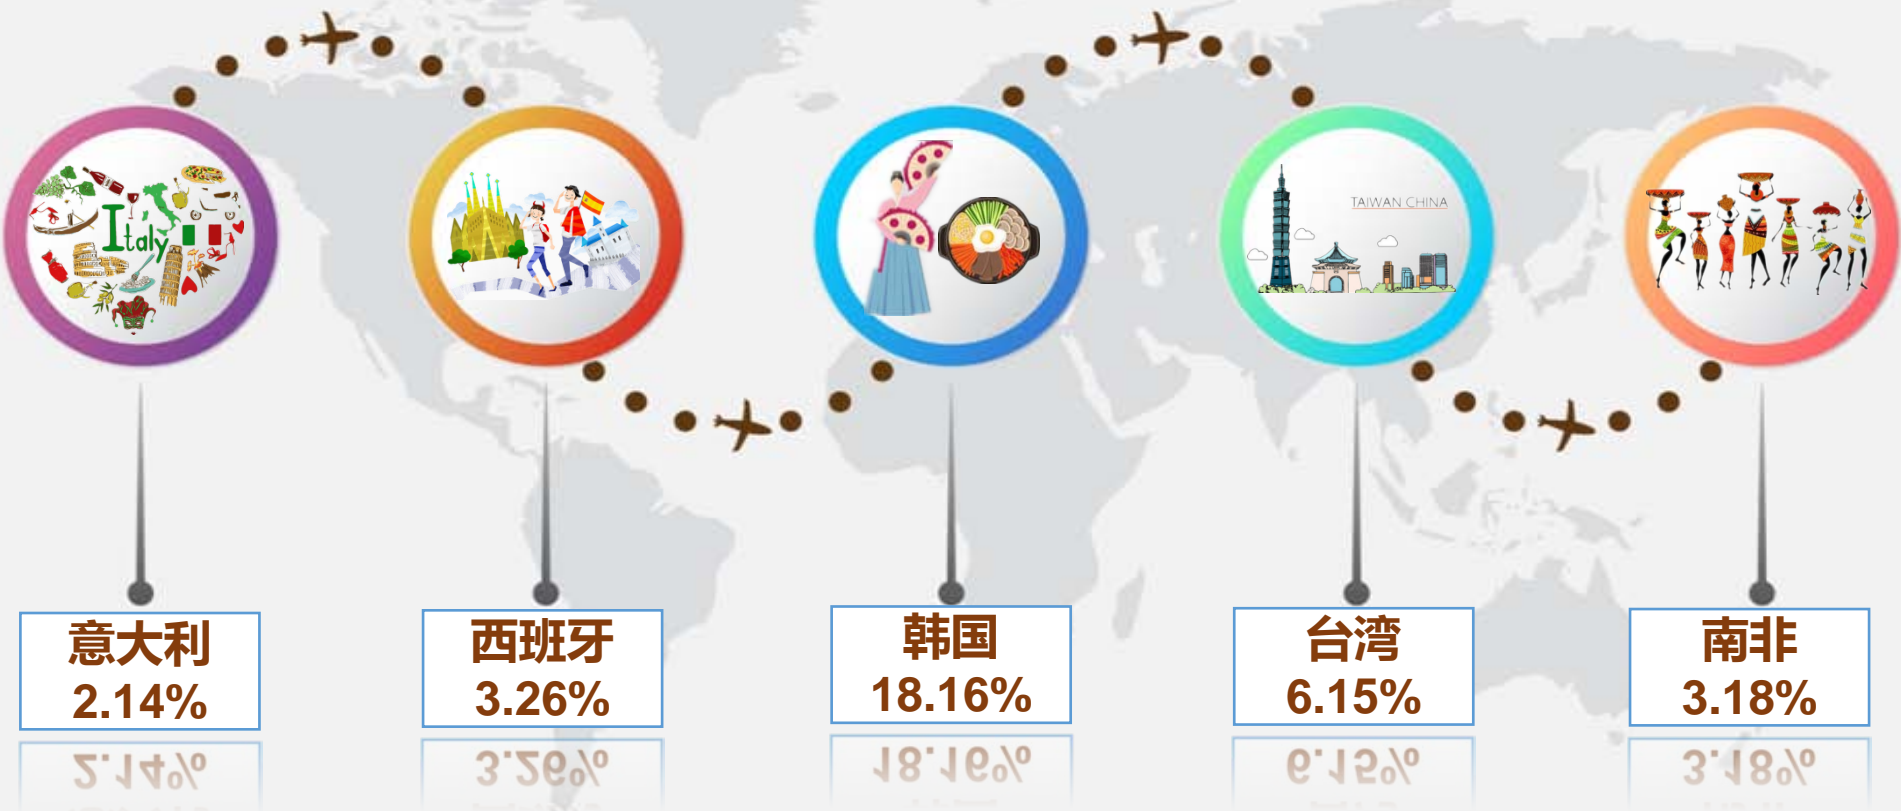 Italy
TAIWAN CHINA
意大利
2.14%
西班牙
3.26%
韩国
18.16%
台湾
6.15%
南非
3.18%